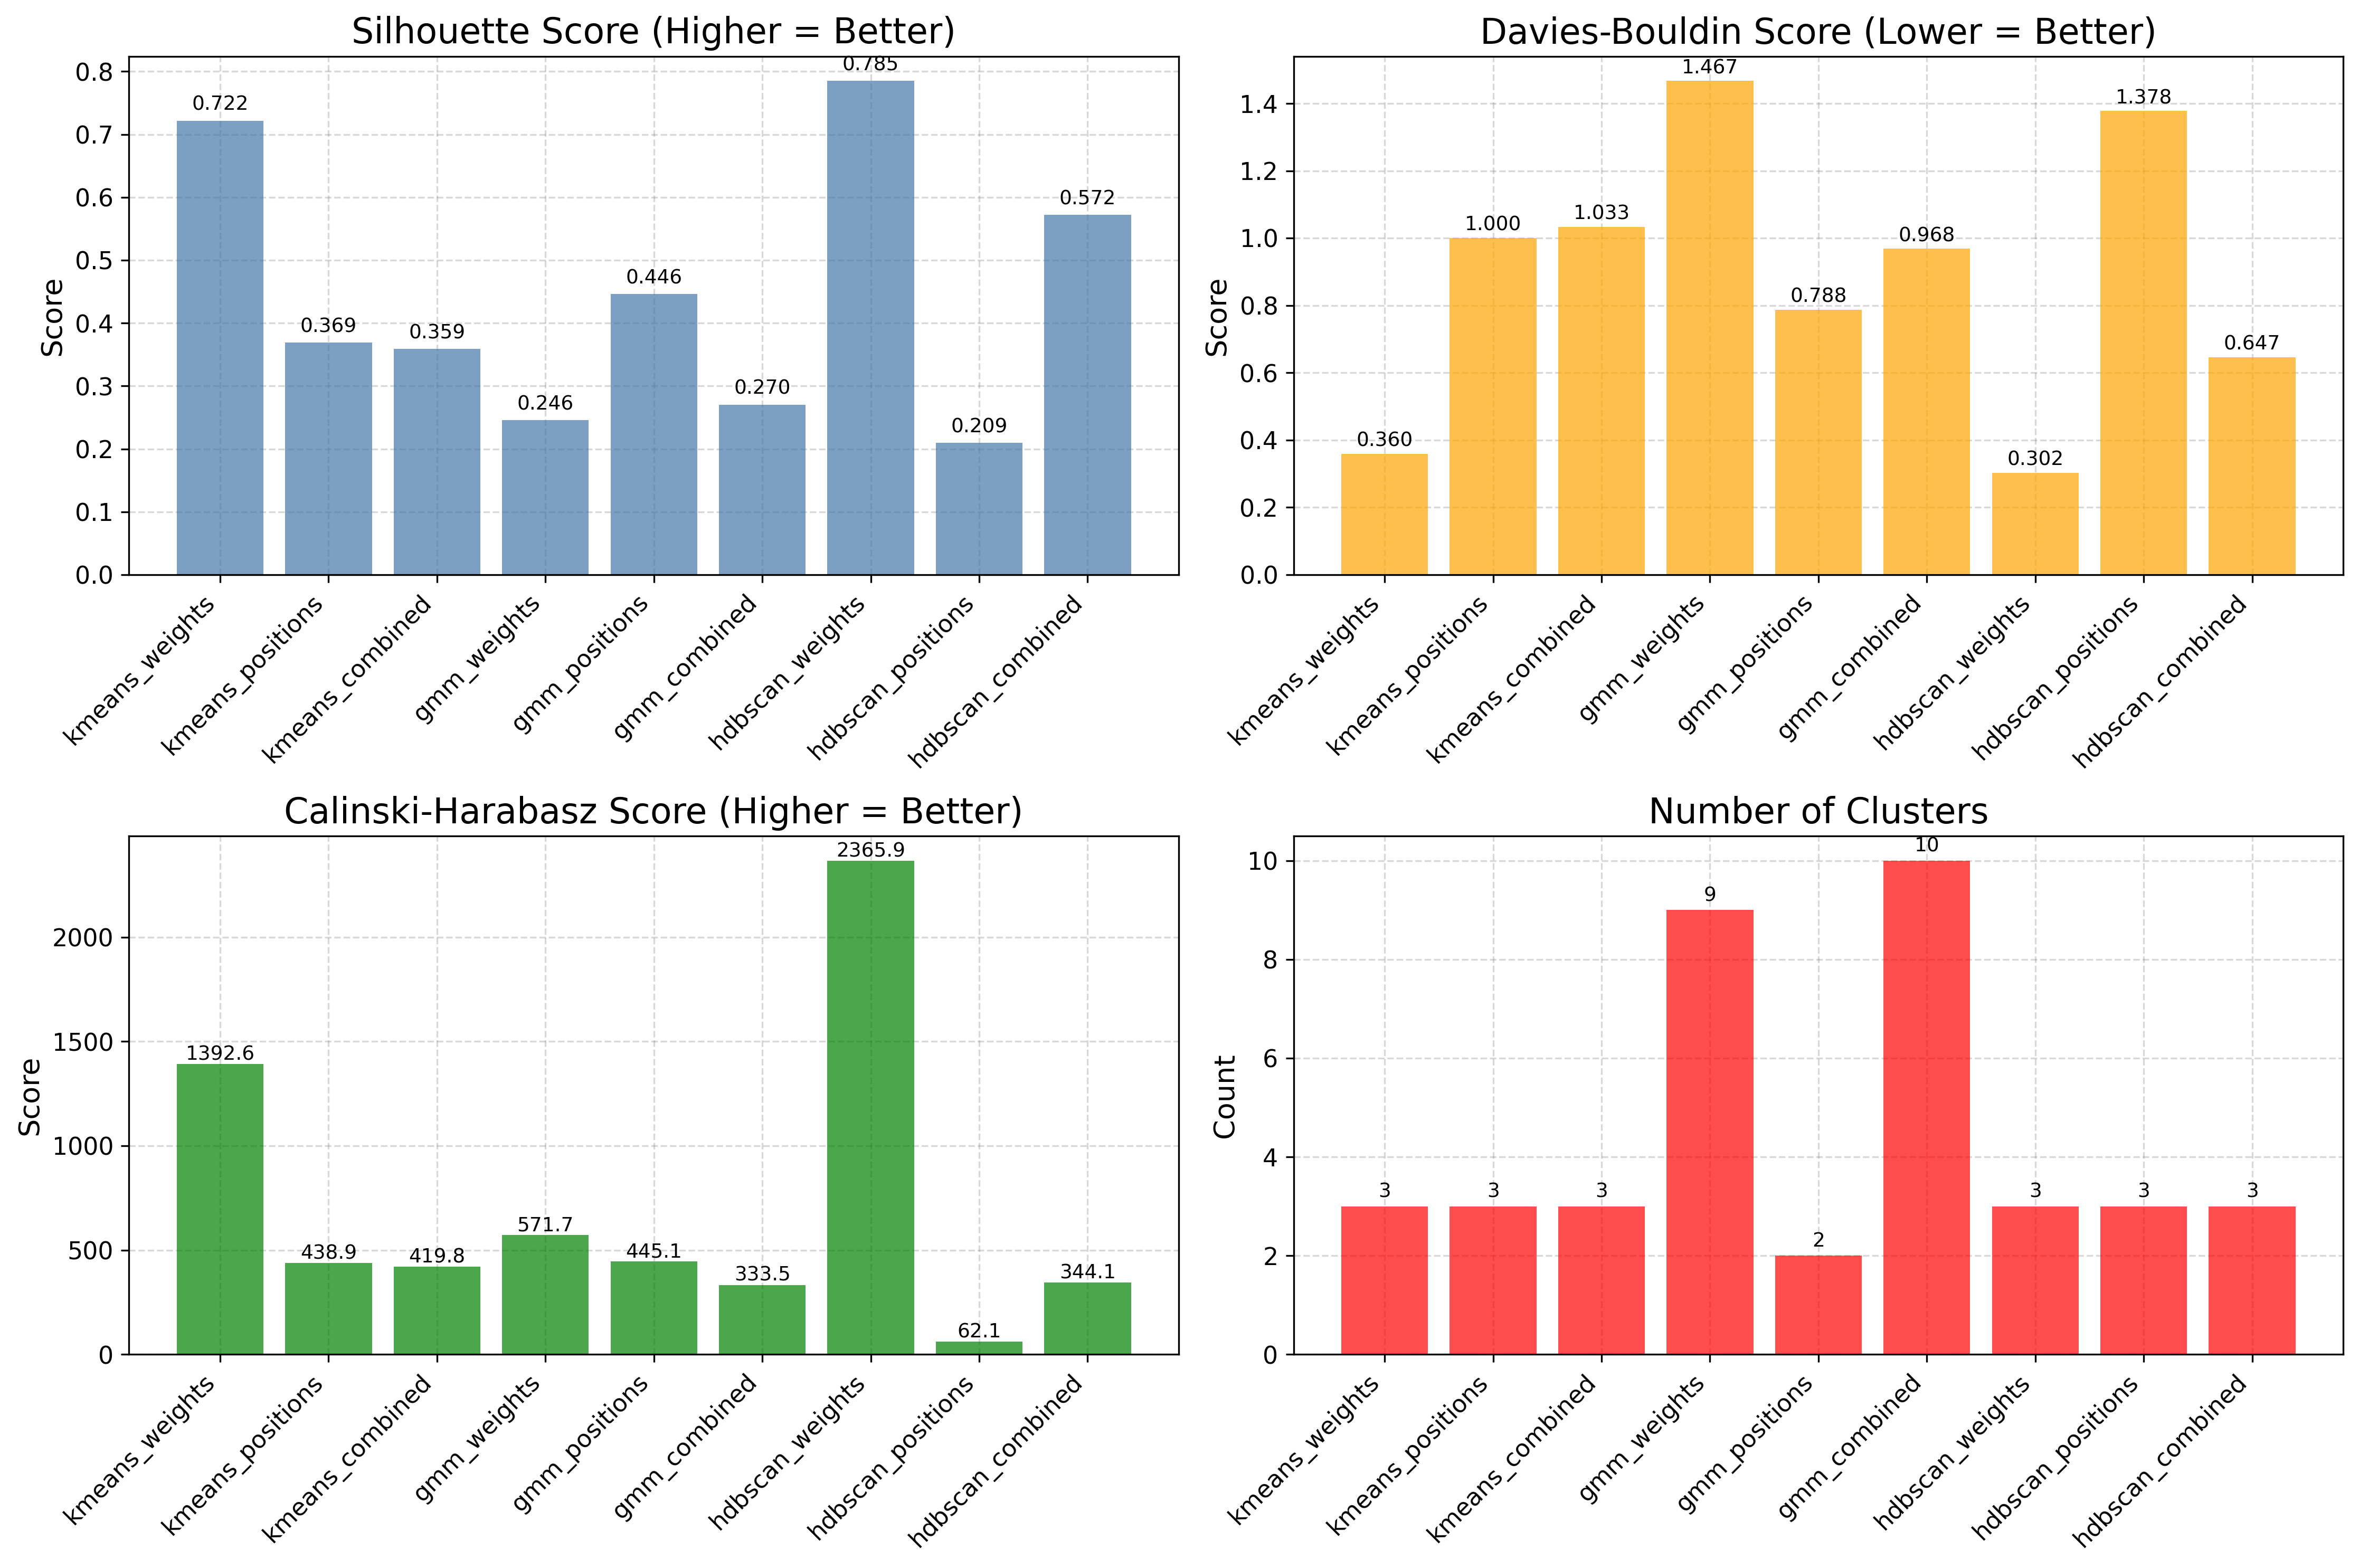 Silhouette Score (Higher = Better)
Score
0.8
0.7
0.6
0.5
0.4
0.3
0.2
0.1
0.0
0.722
0.369
0.359
0.246
0.446
0.270
0.785
0.209
0.572
kmeans_weights
kmeans_positions
kmeans_combined
gmm_weights
gmm_positions
gmm_combined
hdbscan_weights
hdbscan_positions
hdbscan_combined
Davies-Bouldin Score (Lower = Better)
Score
1.4
1.2
1.0
0.8
0.6
0.4
0.2
0.0
0.360
1.000
1.033
1.467
0.788
0.968
0.302
1.378
0.647
kmeans_weights
kmeans_positions
kmeans_combined
gmm_weights
gmm_positions
gmm_combined
hdbscan_weights
hdbscan_positions
hdbscan_combined
Calinski-Harabasz Score (Higher = Better)
Score
2000
1500
1000
500
0
1392.6
438.9
419.8
571.7
445.1
333.5
2365.9
62.1
344.1
kmeans_weights
kmeans_positions
kmeans_combined
gmm_weights
gmm_positions
gmm_combined
hdbscan_weights
hdbscan_positions
hdbscan_combined
Number of Clusters
Count
10
8
6
4
2
0
3
3
3
9
2
10
3
3
3
kmeans_weights
kmeans_positions
kmeans_combined
gmm_weights
gmm_positions
gmm_combined
hdbscan_weights
hdbscan_positions
hdbscan_combined